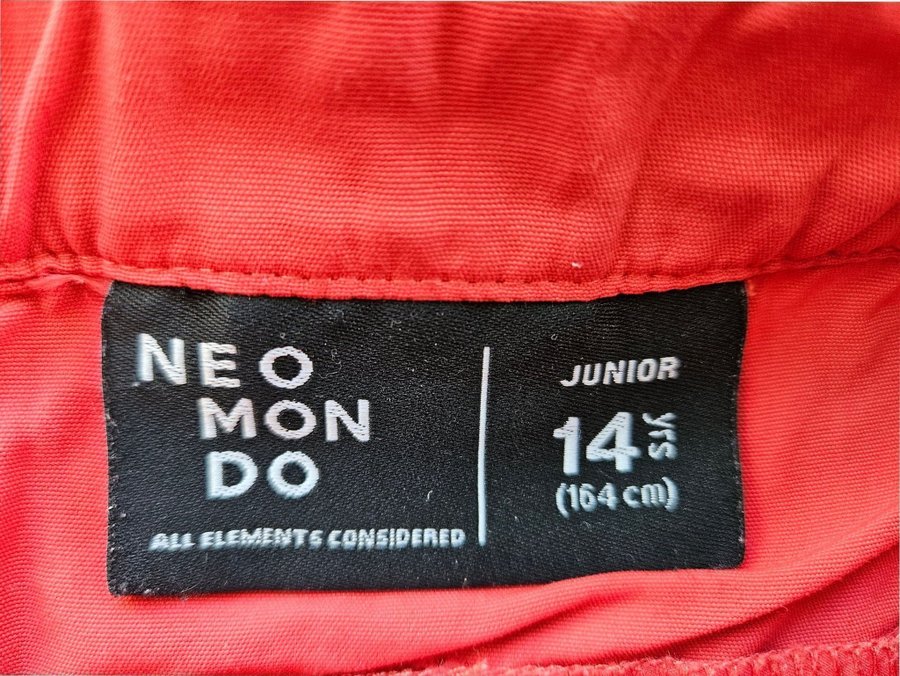 NEO
MON
DO
ALL ELEMENTS CONSIDERED
JUNIOR
14 yrs
(164 cm)